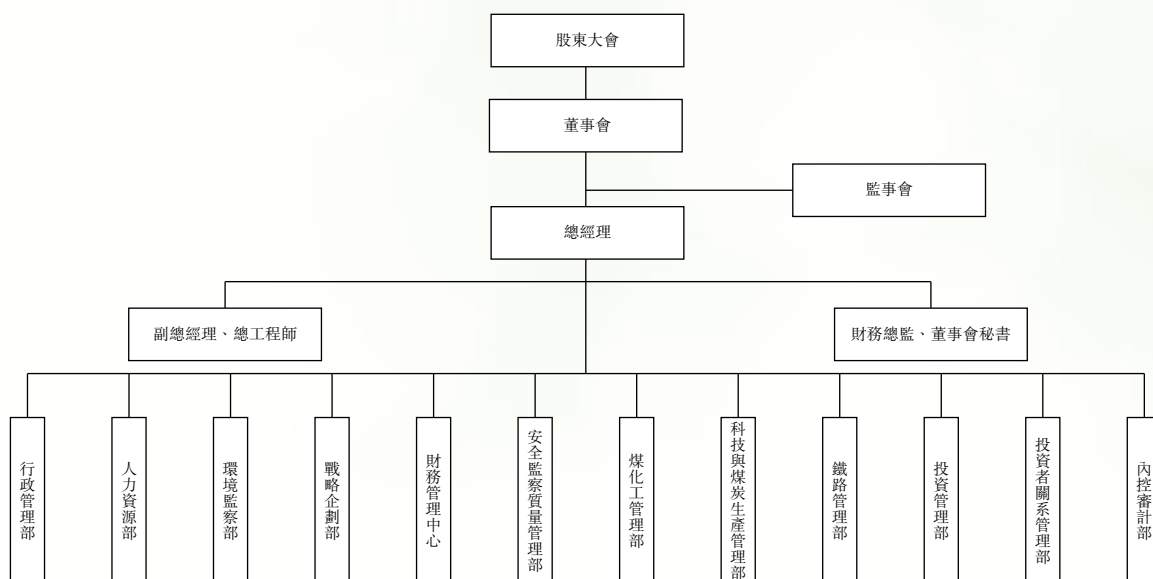 股東大會
董事會
監事會
總經理
副總經理、總工程師
財務總監、董事會秘書
行政管理部
人力資源部
環境監察部
戰略企劃部
財務管理中心
安全監察質量管理部
煤化工管理部
科技與煤炭生產管理部
鐵路管理部
投資管理部
投資者關系管理部
內控審計部